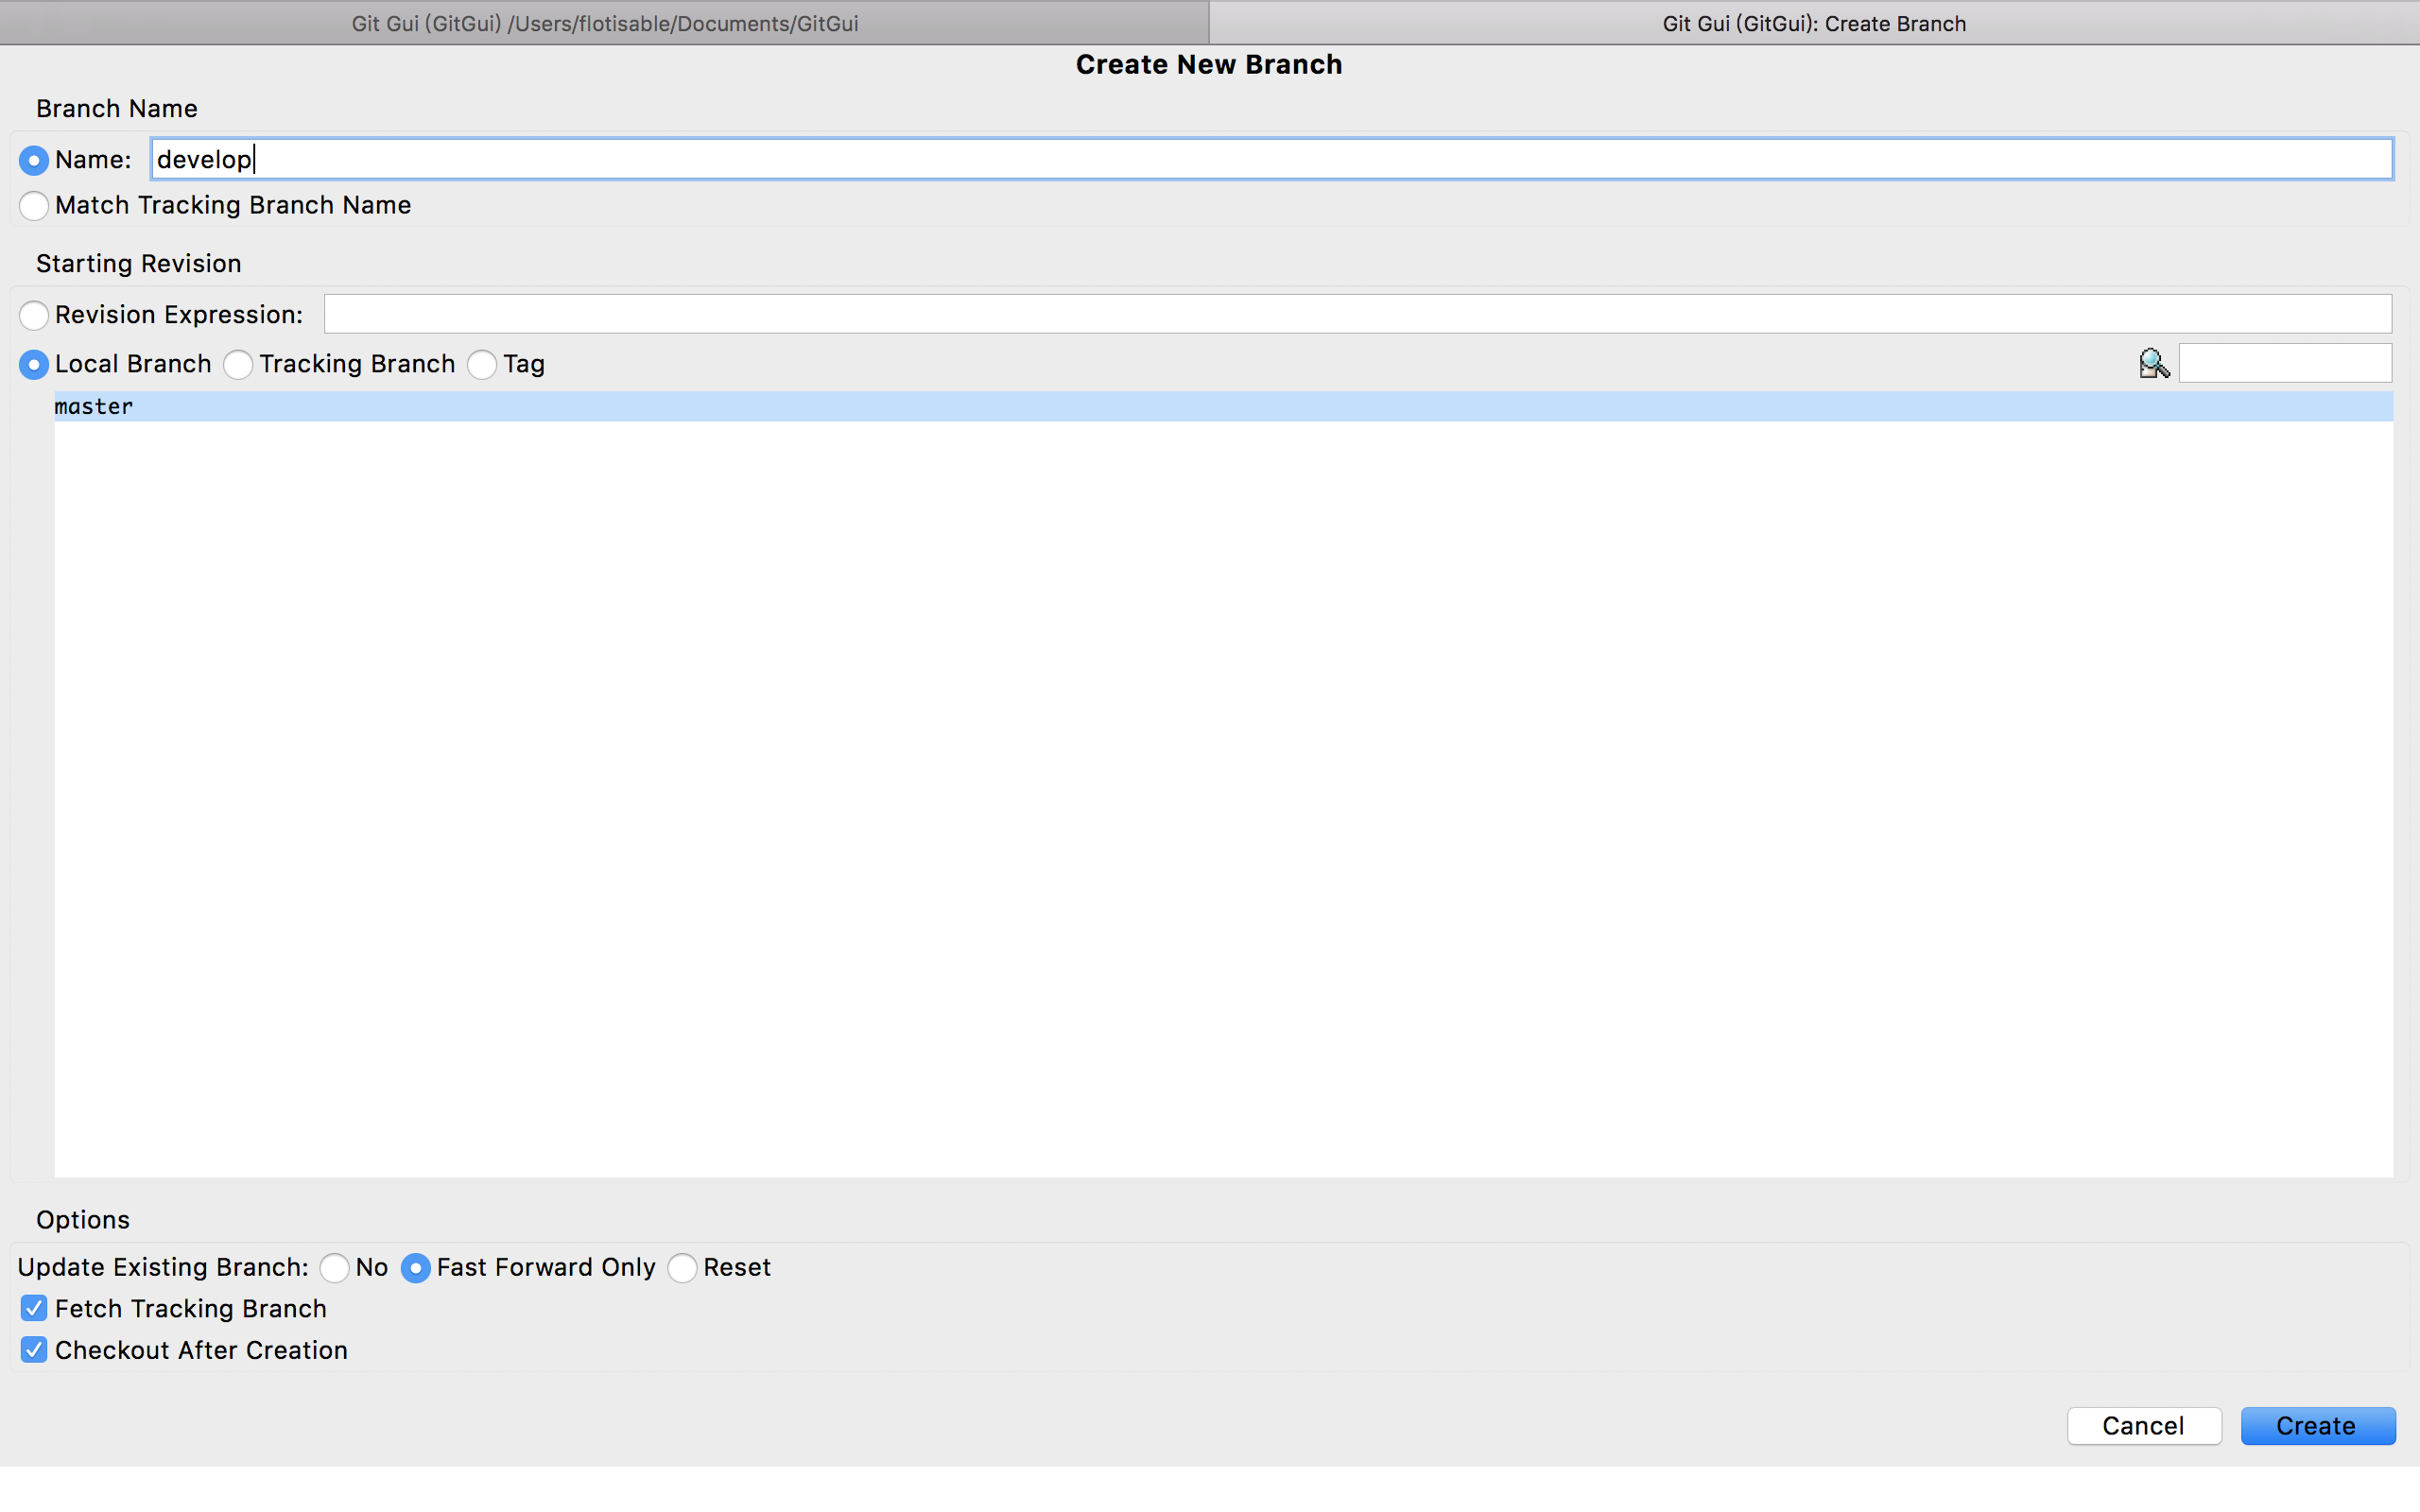 Git Gui (GitGui) /Users/flotisable/Documents/GitGui
Git Gui (GitGui): Create Branch
Create New Branch
Branch Name
Name: develop
Match Tracking Branch Name
Starting Revision
Revision Expression:
Local Branch Tracking Branch Tag
master
Options
Update Existing Branch: No Fast Forward Only Reset
Fetch Tracking Branch
Checkout After Creation
Cancel Create